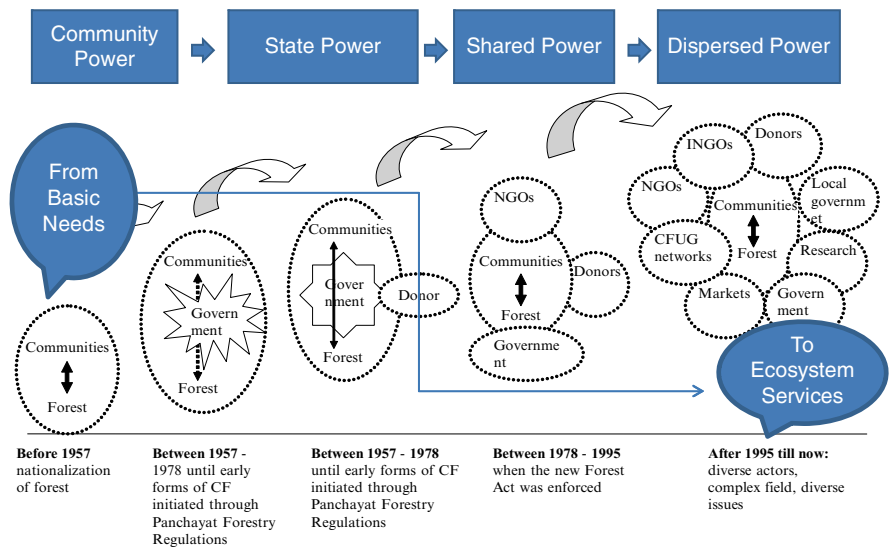 Community
Power
State Power
Shared Power
Dispersed Power
From
Basic
Needs
Communities
Forest
Communities
Govern
ment
Forest
Communities
Gover
nment
Donor
Forest
NGOs
Communities
Donors
Forest
Governme
nt
INGOs
Donors
NGOs
Communities
Local
governm
et
CFUG
networks
Forest
Research
Markets
Govern
ment
To
Ecosystem
Services
Before 1957
nationalization
of forest
Between 1957 -
1978 until early
forms of CF
initiated through
Panchayat Forestry
Regulations
Between 1957 - 1978
until early forms of CF
initiated through
Panchayat Forestry
Regulations
Between 1978 - 1995
when the new Forest
Act was enforced
After 1995 till now:
diverse actors,
complex field, diverse
issues